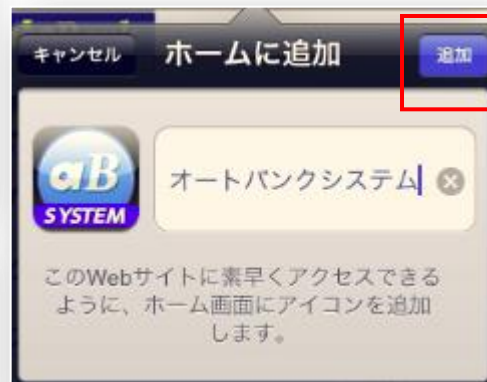 キャンセル ホームに追加 追加
aB
SYSTEM
オートバンクシステム
このWebサイトに素早くアクセスできる
ように、ホーム画面にアイコンを追加
します。